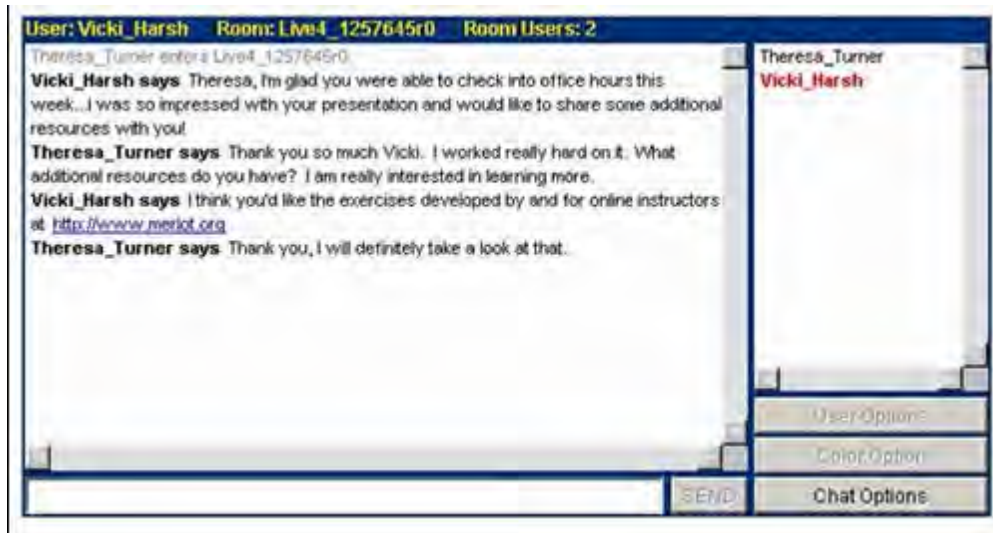 User: Vicki_Harsh Room: Live4_1257645r0 Room Users: 2
Theresa_Turner enters Live4_1257645r0
Vicki_Harsh says Theresa, I'm glad you were able to check into office hours this
week...I was so impressed with your presentation and would like to share some additional
resources with you!
Theresa_Turner says Thank you so much Vicki. I worked really hard on it. What
additional resources do you have? I am really interested in learning more.
Vicki_Harsh says I think you'd like the exercises developed by and for online instructors
at http://www.merlot.org
Theresa_Turner says Thank you, I will definitely take a look at that.
Theresa_Turner
Vicki_Harsh
User Options
Color Option
SEND
Chat Options